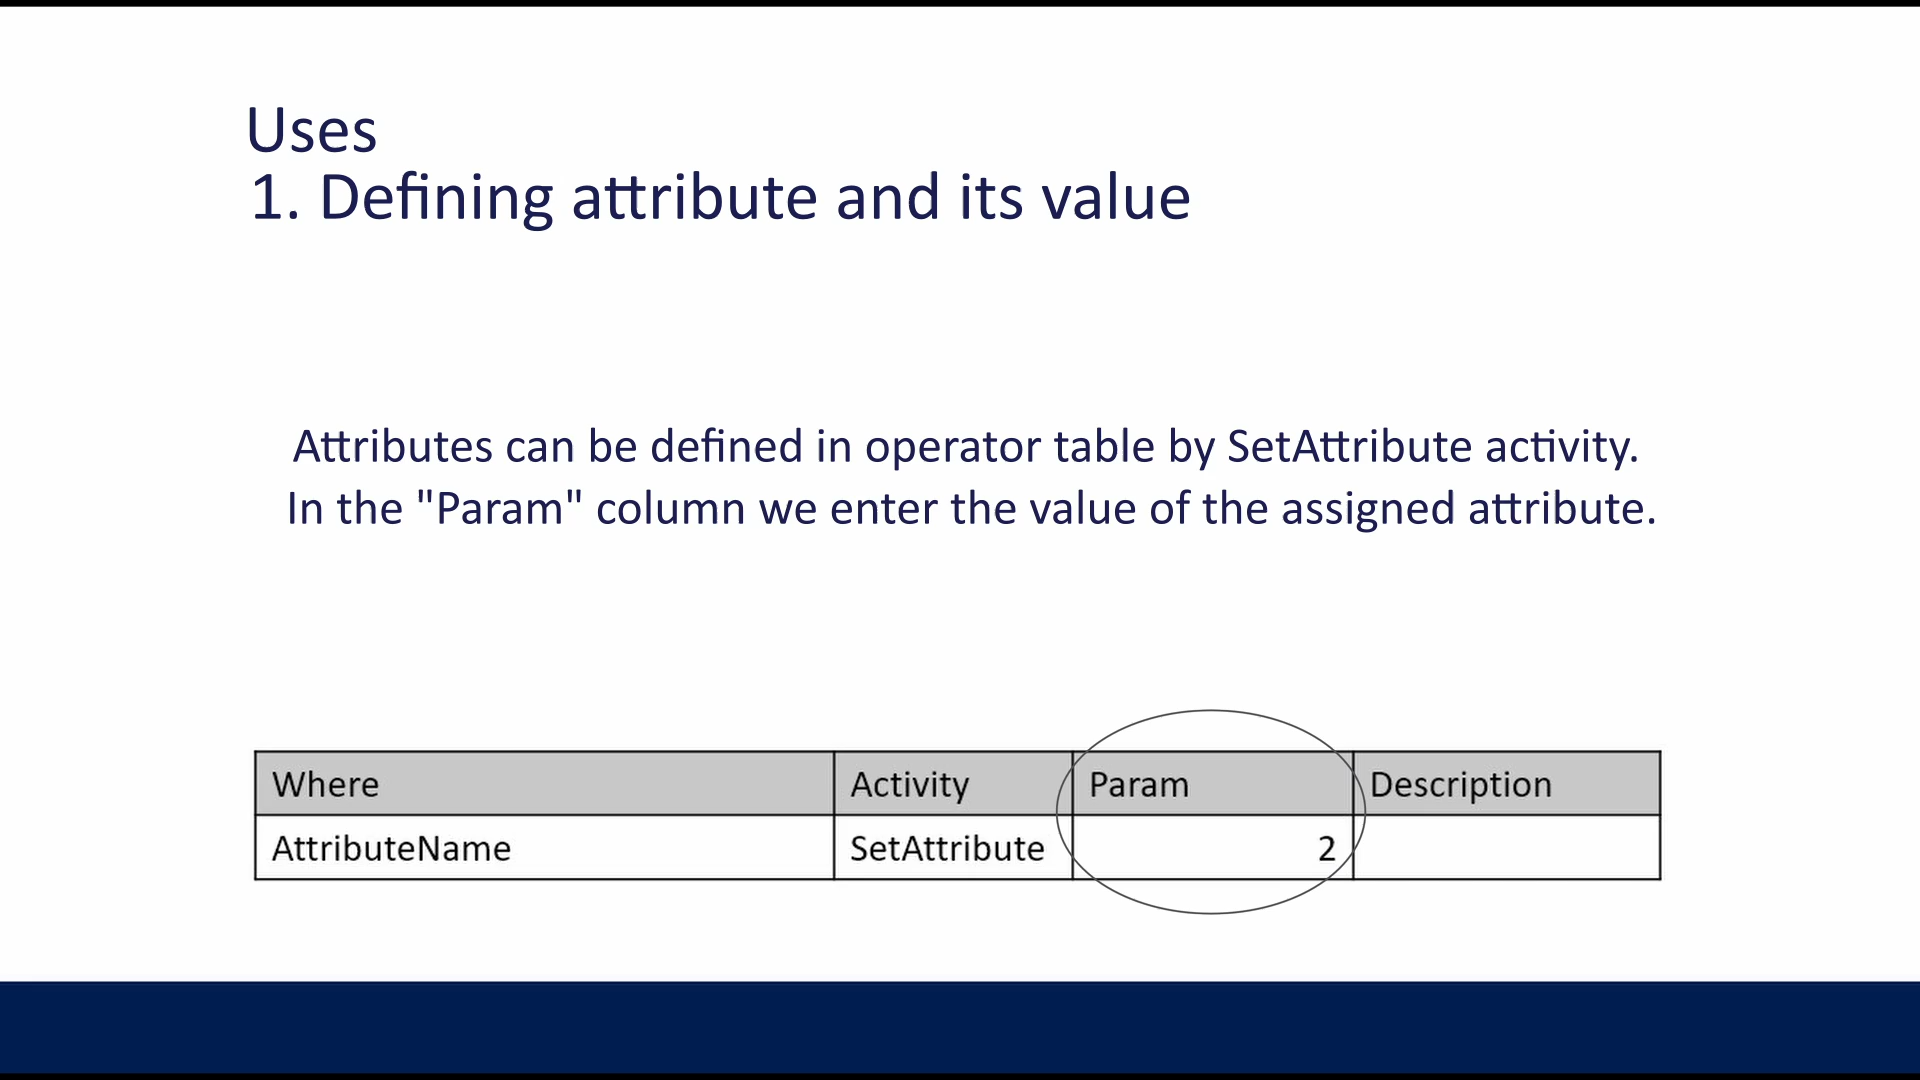 Uses
1. Defining attribute and its value
Attributes can be defined in operator table by SetAttribute activity.
In the "Param" column we enter the value of the assigned attribute.
Where Activity Param Description
AttributeName SetAttribute 2